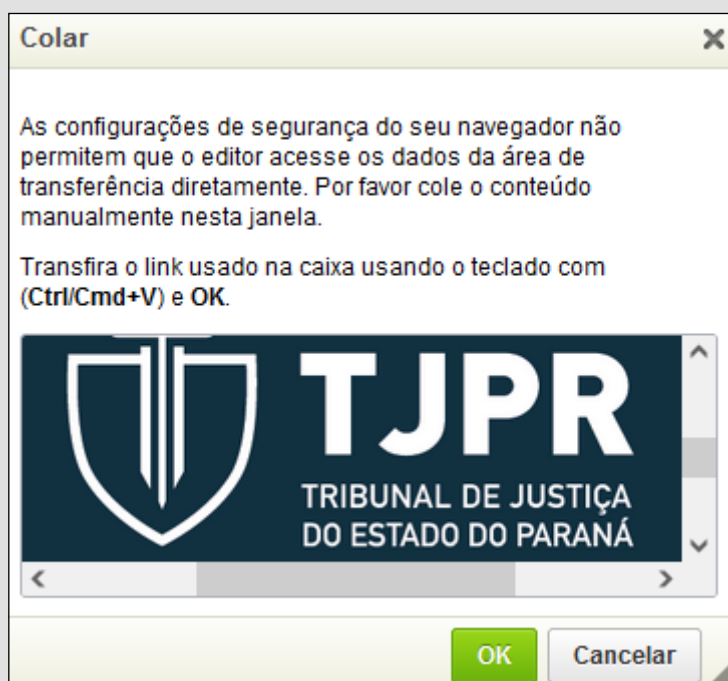 Colar
As configurações de segurança do seu navegador não
permitem que o editor acesse os dados da área de
transferência diretamente. Por favor cole o conteúdo
manualmente nesta janela.
Transfira o link usado na caixa usando o teclado com
(Ctrl/Cmd+V) e OK.
TJPR
TRIBUNAL DE JUSTIÇA
DO ESTADO DO PARANÁ
OK
Cancelar